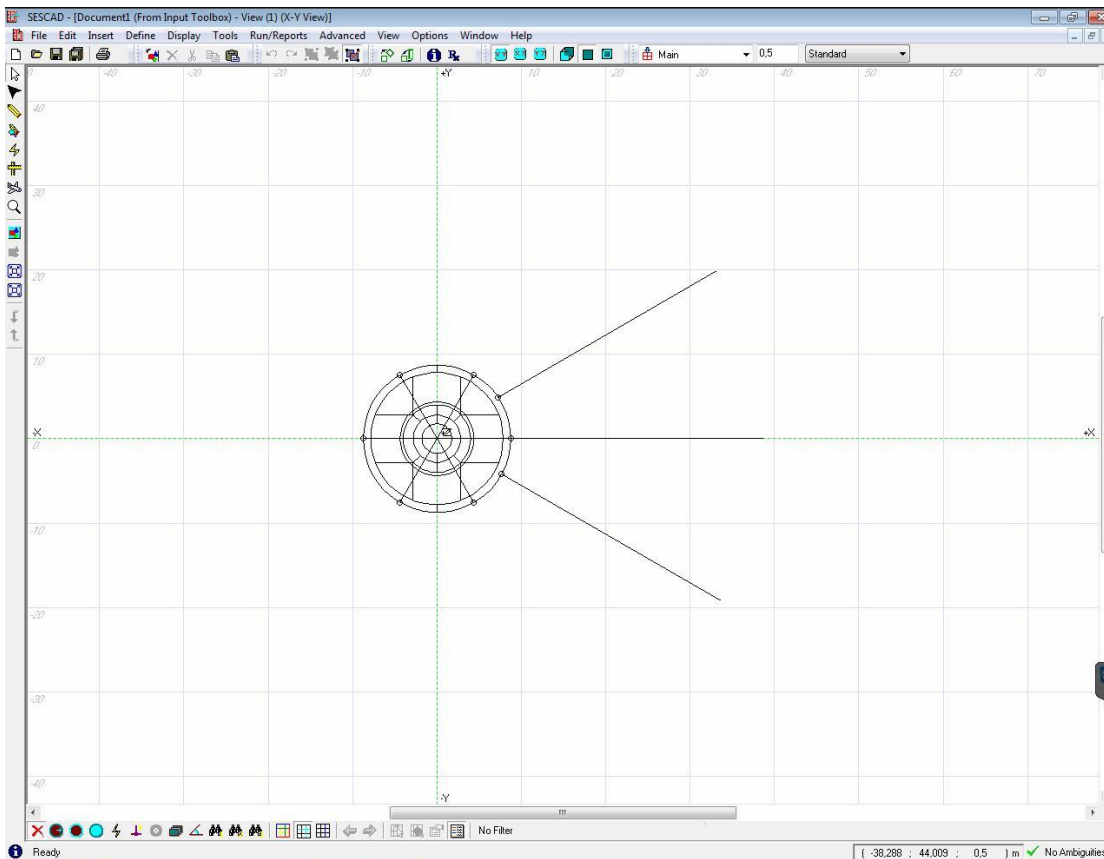 SESCAD - [Document1 (From Input Toolbox) - View (1) (X-Y View)]
File Edit Insert Define Display Tools Run/Reports Advanced View Options Window Help
Main 0,5 Standard
-40 -30 -20 -10 +Y 10 20 30 40 50 60 70
40
30
20
10
-X +X
0
-10
-20
-30
-40
-Y
No Filter
Ready ( -38,288 ; 44,009 ; 0,5 ) m No Ambiguities